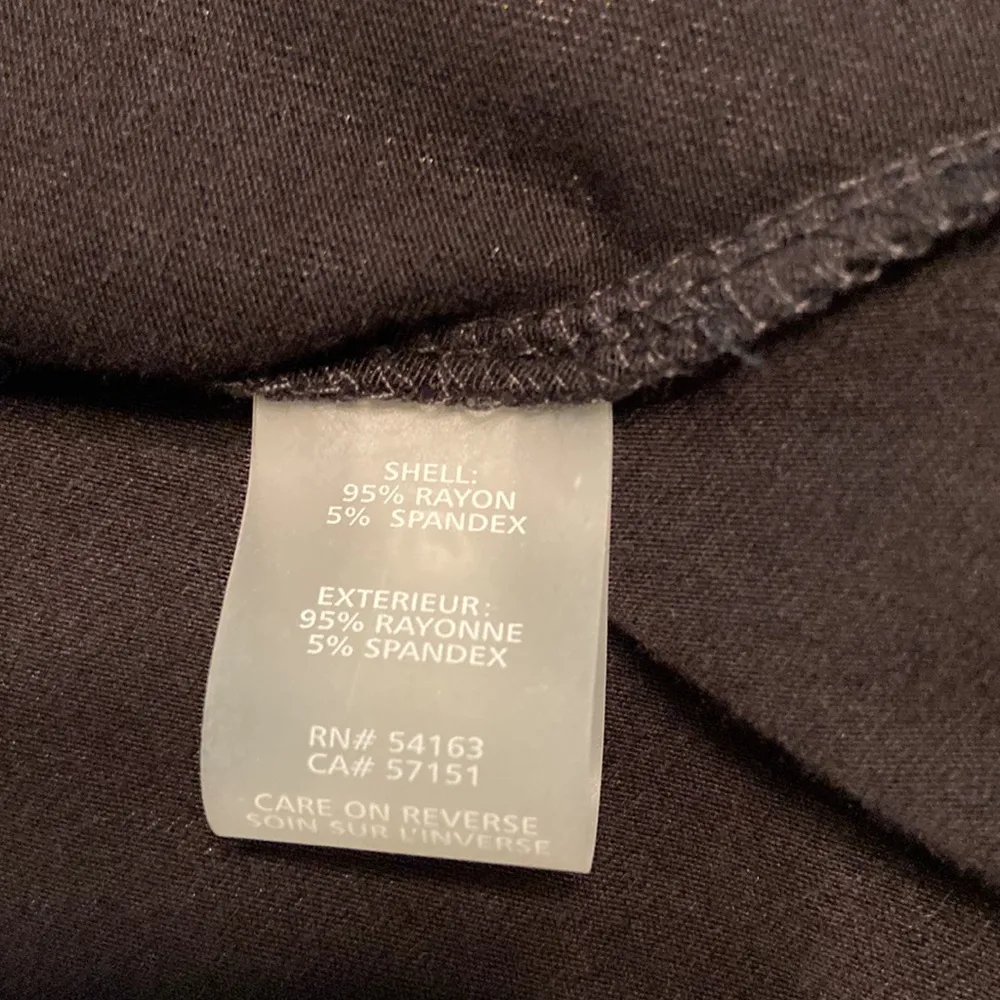 SHELL:
95% RAYON
5% SPANDEX
EXTERIEUR:
95% RAYONNE
5% SPANDEX
RN# 54163
CA# 57151
CARE ON REVERSE
SOIN SUR L'INVERSE